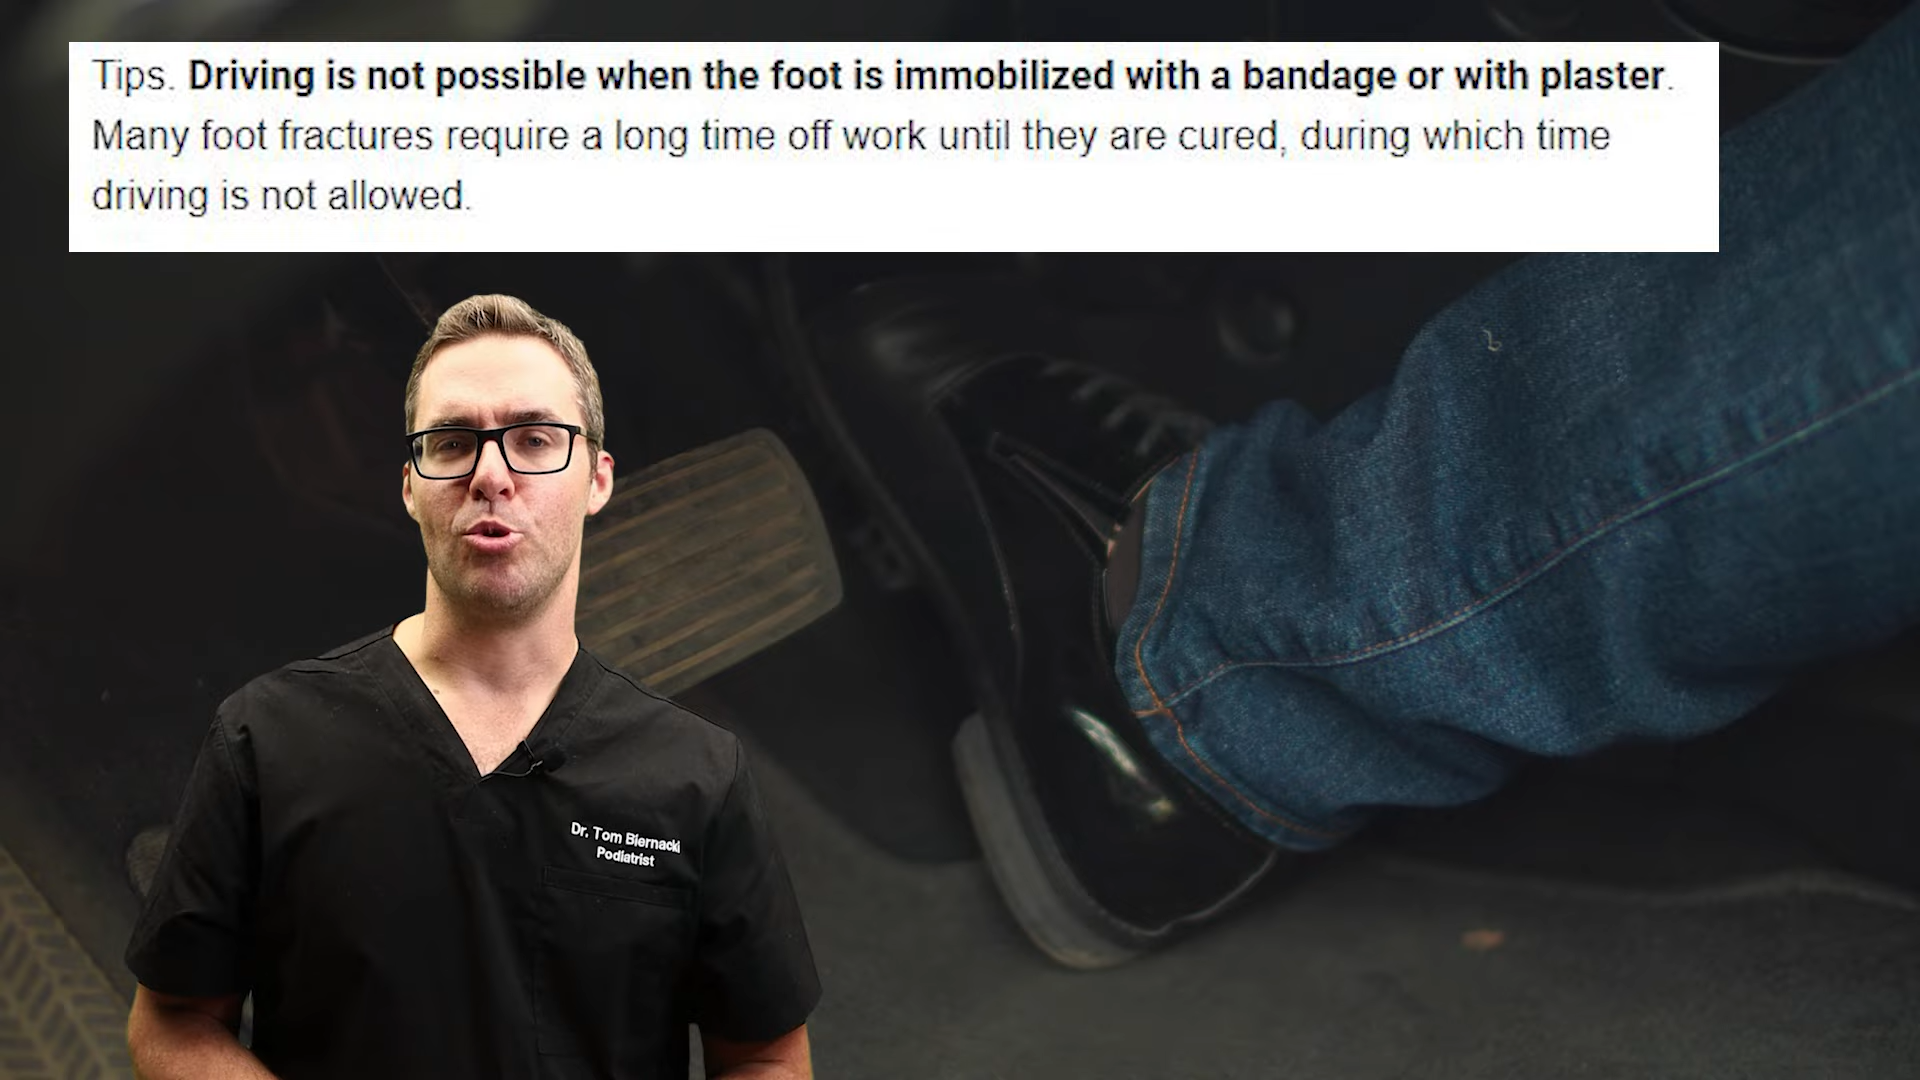 Tips. Driving is not possible when the foot is immobilized with a bandage or with plaster.
Many foot fractures require a long time off work until they are cured, during which time
driving is not allowed.
Dr. Tom Biernacki
Podiatrist